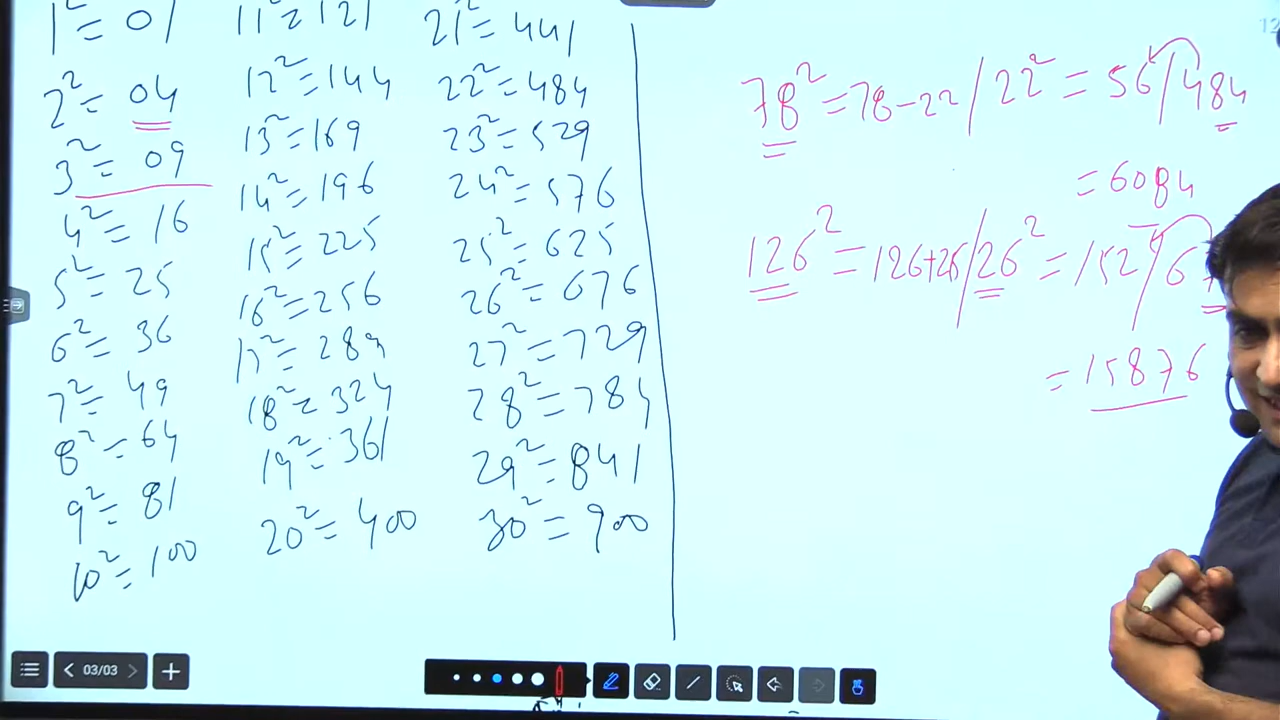 1² = 01
2² = 04
3² = 09
4² = 16
5² = 25
6² = 36
7² = 49
8² = 64
9² = 81
10² = 100
11² = 121
12² = 144
13² = 169
14² = 196
15² = 225
16² = 256
17² = 289
18² = 324
19² = 361
20² = 400
21² = 441
22² = 484
23² = 529
24² = 576
25² = 625
26² = 676
27² = 729
28² = 784
29² = 841
30² = 900
78² = 78-22/22² = 56/484
= 6084
126² = 126+26/26² = 152/6
= 15876
03/03
12